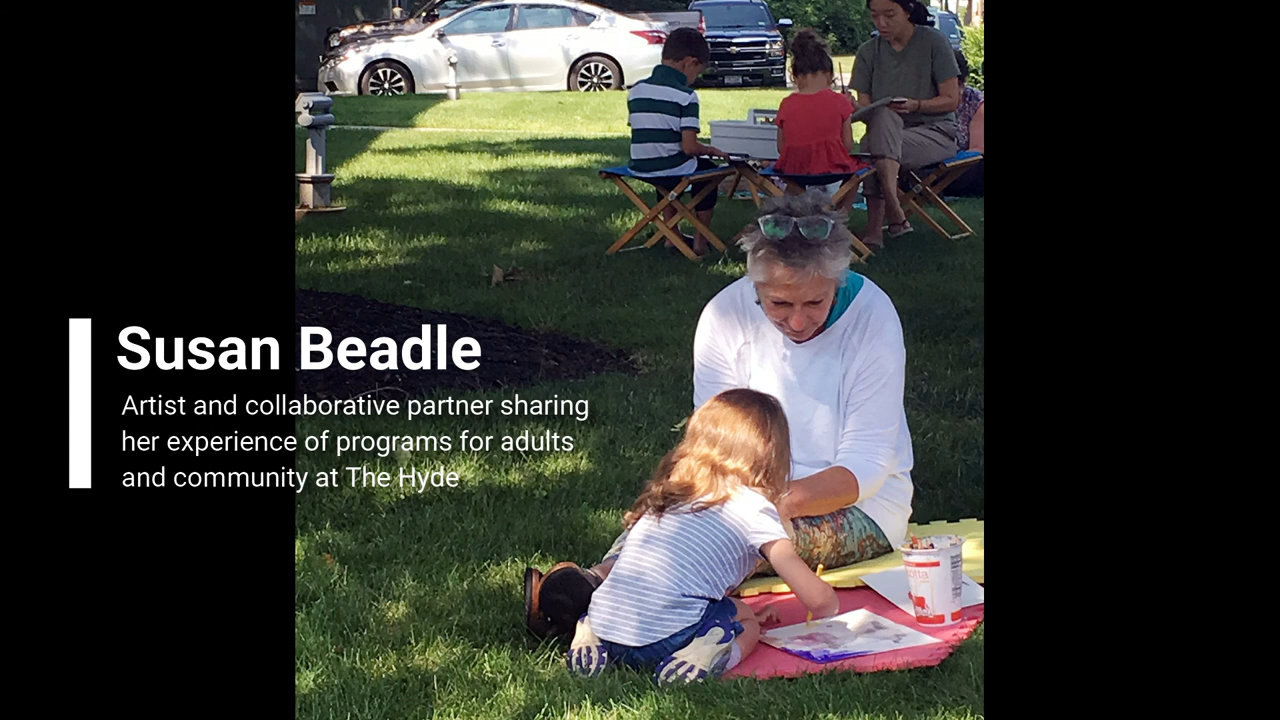 Susan Beadle
Artist and collaborative partner sharing
her experience of programs for adults
and community at The Hyde